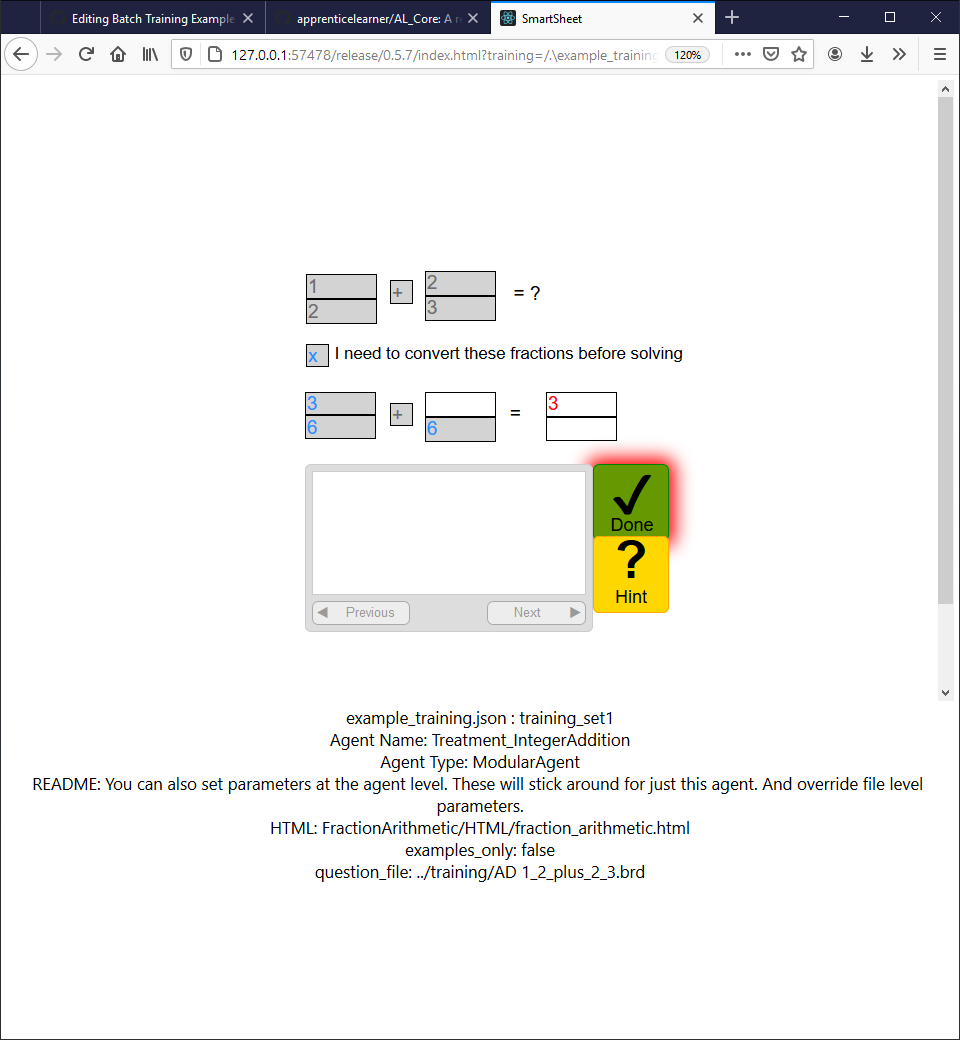 Editing Batch Training Example
apprenticelearner/AL_Core: A re
SmartSheet
127.0.0.1:57478/release/0.5.7/index.html?training=/.\example_training
120%
1 + 2 = ?
2 3
x I need to convert these fractions before solving
3 + = 3
6 6
✓
Done
?
Hint
◀ Previous Next ▶
example_training.json : training_set1
Agent Name: Treatment_IntegerAddition
Agent Type: ModularAgent
README: You can also set parameters at the agent level. These will stick around for just this agent. And override file level
parameters.
HTML: FractionArithmetic/HTML/fraction_arithmetic.html
examples_only: false
question_file: ../training/AD 1_2_plus_2_3.brd